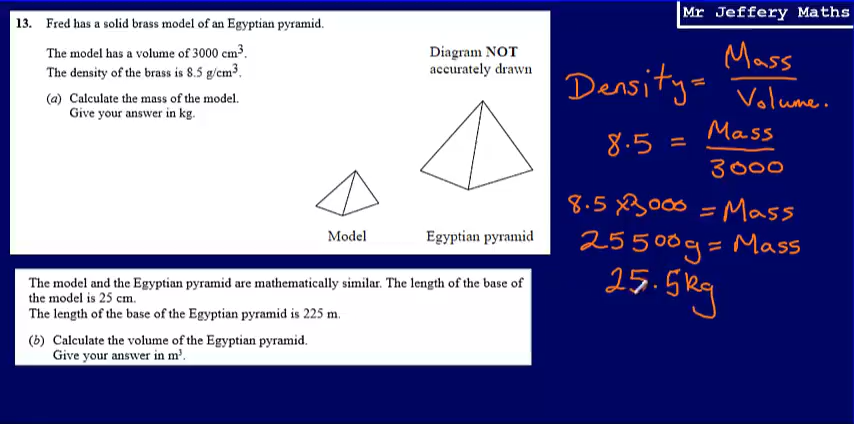 Mr Jeffery Maths
13. Fred has a solid brass model of an Egyptian pyramid.
The model has a volume of 3000 cm³.
The density of the brass is 8.5 g/cm³.
(a) Calculate the mass of the model.
Give your answer in kg.
Diagram NOT
accurately drawn
Model
Egyptian pyramid
The model and the Egyptian pyramid are mathematically similar. The length of the base of
the model is 25 cm.
The length of the base of the Egyptian pyramid is 225 m.
(b) Calculate the volume of the Egyptian pyramid.
Give your answer in m³.
Density = Mass
Volume.
8.5 = Mass
3000
8.5 × 3000 = Mass
25500g = Mass
25.5kg